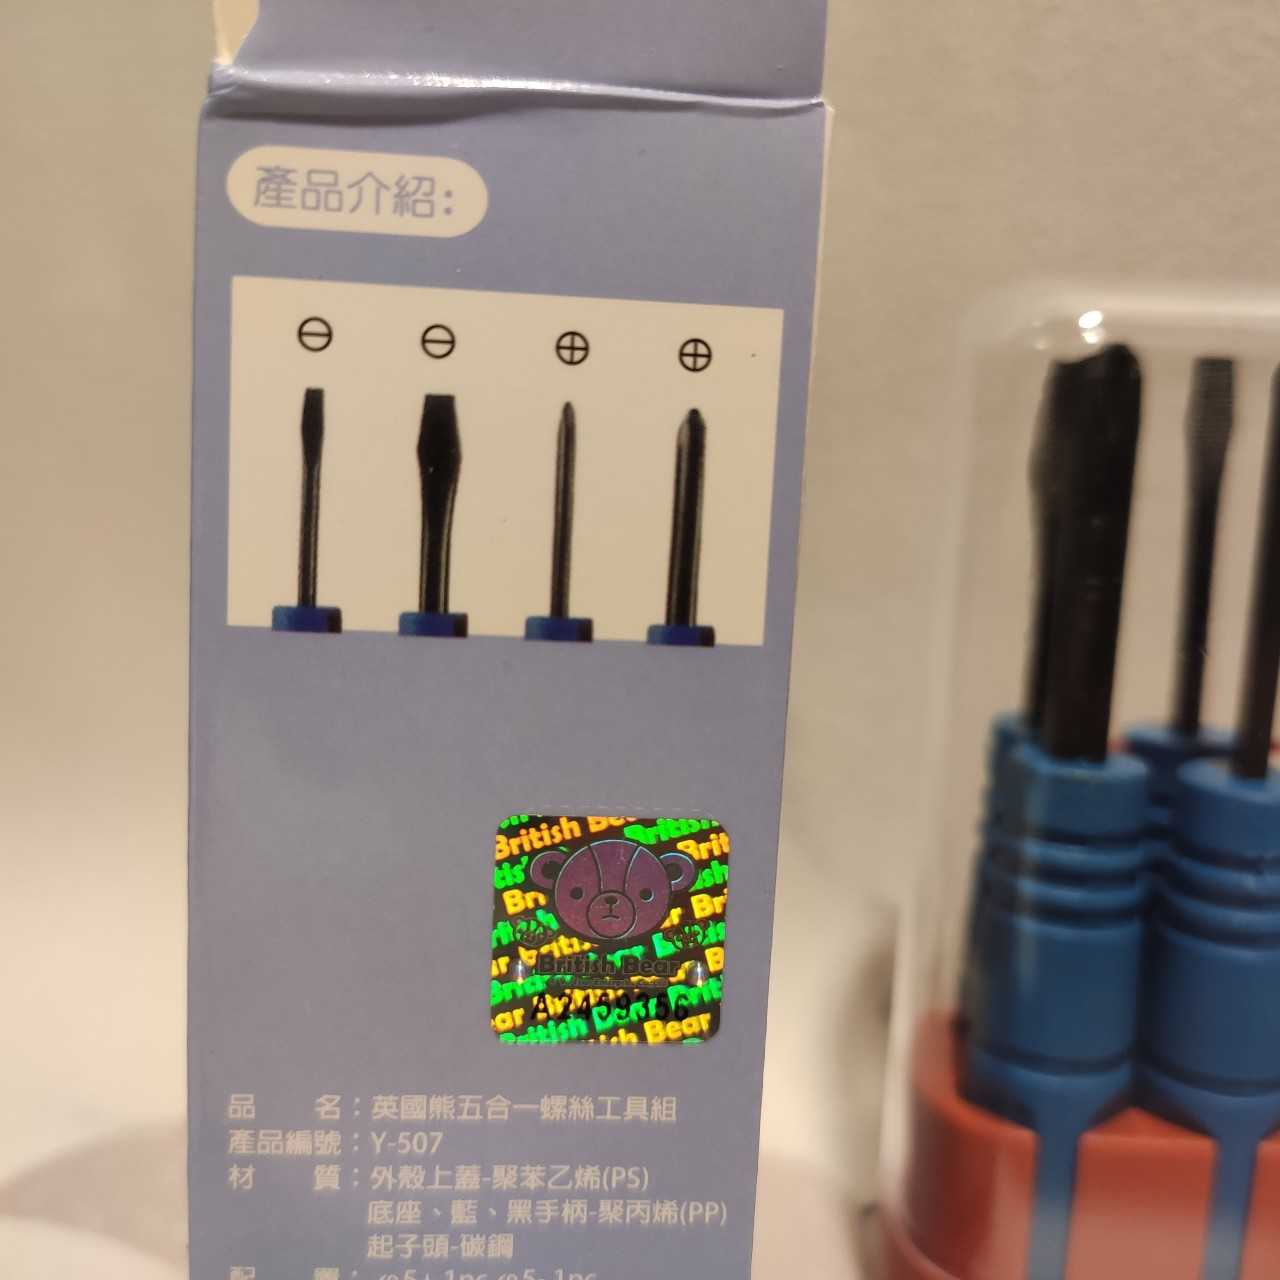 產品介紹:
British Bear
A2459356
品　　名：英國熊五合一螺絲工具組
產品編號：Y-507
材　　質：外殼上蓋-聚苯乙烯(PS)
底座、藍、黑手柄-聚丙烯(PP)
起子頭-碳鋼